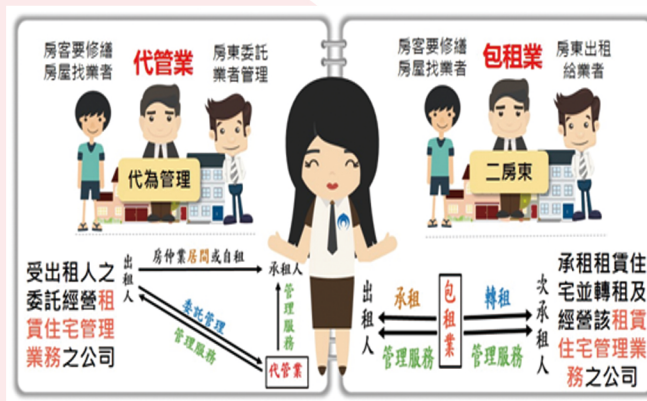 房客要修繕
房屋找業者
代管業
房東委託
業者管理
代為管理
受出租人之
委託經營租
賃住宅管理
業務之公司
出租人
房仲業居間或自租
承租人
委託管理
管理服務
管理服務
代管業
房客要修繕
房屋找業者
包租業
房東出租
給業者
二房東
出租人
承租
管理服務
包租業
轉租
管理服務
次承租人
承租租賃住
宅並轉租及
經營該租賃
住宅管理業
務之公司